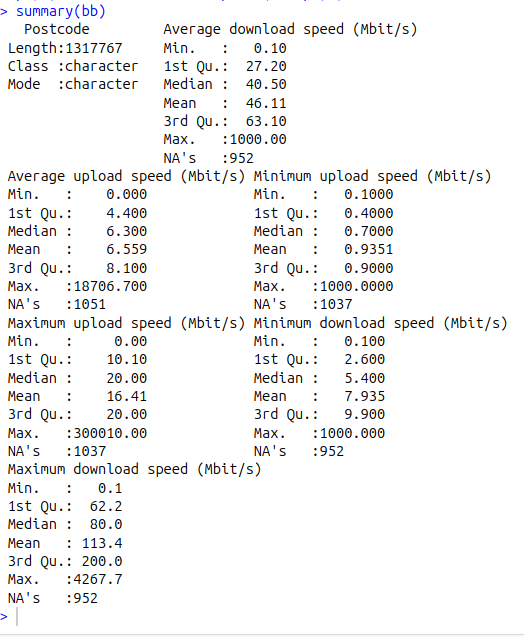 > summary(bb)
  Postcode         Average download speed (Mbit/s)
Length:1317767     Min.   :   0.10
Class :character   1st Qu.:  27.20
Mode  :character   Median :  40.50
                   Mean   :  46.11
                   3rd Qu.:  63.10
                   Max.   :1000.00
                   NA's   :952
Average upload speed (Mbit/s) Minimum upload speed (Mbit/s)
Min.   :    0.000             Min.   :   0.1000
1st Qu.:    4.400             1st Qu.:   0.4000
Median :    6.300             Median :   0.7000
Mean   :    6.559             Mean   :   0.9351
3rd Qu.:    8.100             3rd Qu.:   0.9000
Max.   :18706.700             Max.   :1000.0000
NA's   :1051                  NA's   :1037
Maximum upload speed (Mbit/s) Minimum download speed (Mbit/s)
Min.   :     0.00             Min.   :   0.100
1st Qu.:    10.10             1st Qu.:   2.600
Median :    20.00             Median :   5.400
Mean   :    16.41             Mean   :   7.935
3rd Qu.:    20.00             3rd Qu.:   9.900
Max.   :300010.00             Max.   :1000.000
NA's   :1037                  NA's   :952
Maximum download speed (Mbit/s)
Min.   :   0.1
1st Qu.:  62.2
Median :  80.0
Mean   : 113.4
3rd Qu.: 200.0
Max.   :4267.7
NA's   :952
>